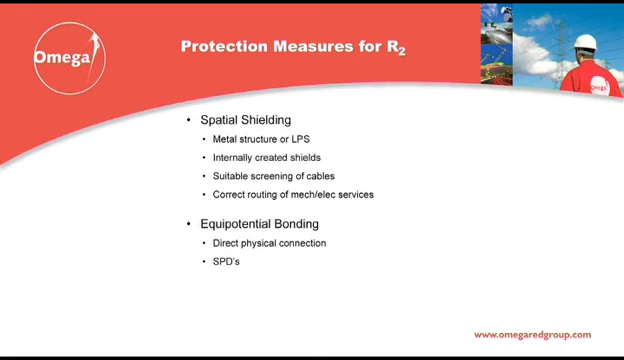 Omega
Protection Measures for R2
Omega
• Spatial Shielding
• Metal structure or LPS
• Internally created shields
• Suitable screening of cables
• Correct routing of mech/elec services
• Equipotential Bonding
• Direct physical connection
• SPD's
www.omegaredgroup.com